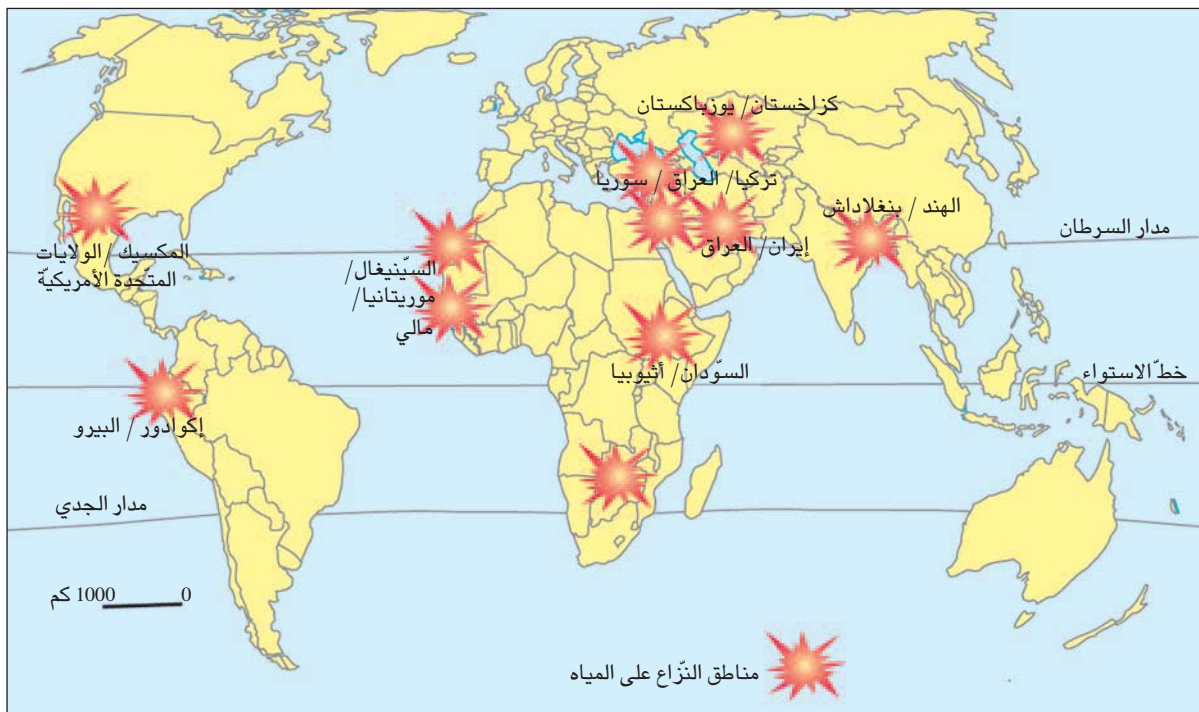 كزاخستان/ يوزباكستان
تركيا/ العراق / سوريا
الهند / بنغلاداش
مدار السرطان
إيران/ العراق
المكسيك /الولايات
المتّحدة الأمريكيّة
السّينيغال/
موريتانيا/
مالي
السّودان/ أثيوبيا
خطّ الاستواء
إكوادور / البيرو
مدار الجدي
0 1000 كم
مناطق النّزاع على المياه